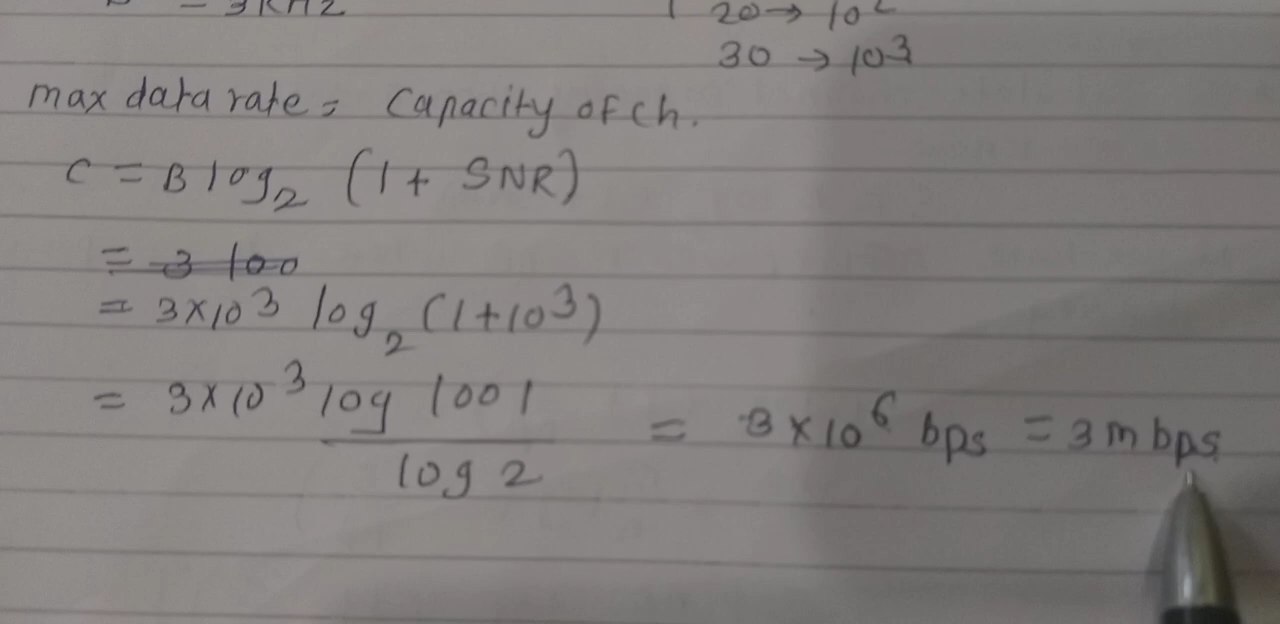 = 3KHz
20 → 10²
30 → 10³
max data rate = Capacity of ch.
C = B log₂ (1 + SNR)
= 3 100
= 3×10³ log₂ (1+10³)
= 3×10³ log 1001 / log 2 = 3×10⁶ bps = 3 mbps